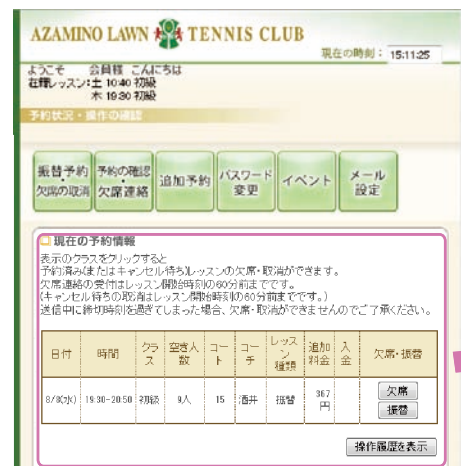 AZAMINO LAWN TENNIS CLUB
現在の時刻： 15:11:25
ようこそ 会員様 こんにちは
在籍レッスン：土 10:40 初級
木 19:30 初級
予約状況・操作の確認
振替予約 欠席の取消
予約の確認 欠席連絡
追加予約
パスワード変更
イベント
メール設定
現在の予約情報
表示のクラスをクリックすると
予約済み(またはキャンセル待ち)レッスンの欠席・取消ができます。
欠席連絡の受付はレッスン開始時刻の60分前までです。
(キャンセル待ちの取消はレッスン開始時刻の60分前までです。)
送信中に締切時刻を過ぎてしまった場合、欠席・取消ができませんのでご了承ください。
日付 時間 クラス 空き人数 コート コーチ レッスン種類 追加料金 入金 欠席・振替
8/8(水) 19:30-20:50 初級 9人 15 酒井 振替 367円 欠席
振替
操作履歴を表示